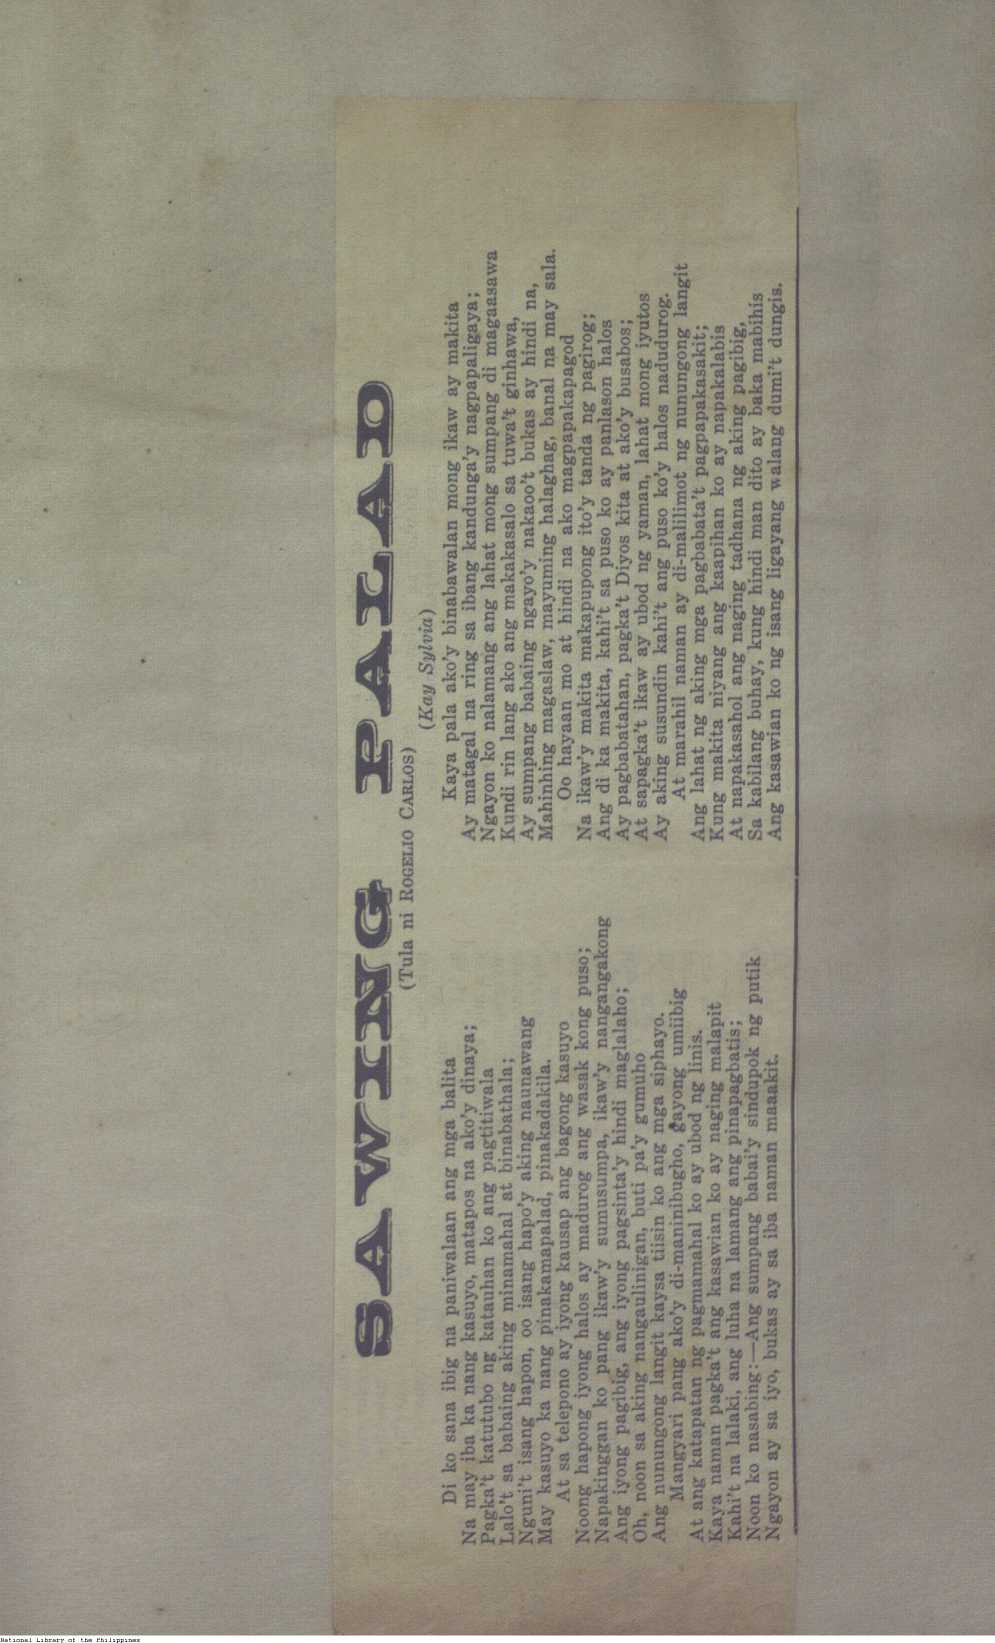 SAWING PALAD
(Tula ni ROGELIO CARLOS)
(Kay Sylvia)
Di ko sana ibig na paniwalaan ang mga balita
Na may iba ka nang kasuyo, matapos na ako'y dinaya;
Pagka't katutubo ng katauhan ko ang pagtitiwala
Lalo't sa babaing aking minamahal at binabathala;
Nguni't isang hapon, oo isang hapo'y aking naunawang
May kasuyo ka nang pinakamapalad, pinakadakila.
At sa telepono ay iyong kausap ang bagong kasuyo
Noong hapong iyong halos ay madurog ang wasak kong puso;
Napakinggan ko pang ikaw'y sumusumpa, ikaw'y nangangakong
Ang iyong pagibig, ang iyong pagsinta'y hindi maglalaho;
Oh, noon sa aking nangaulinigan, buti pa'y gumuho
Ang nunungong langit kaysa tiisin ko ang mga siphayo.
Mangyari pang ako'y di-maninibugho, gayong umiibig
At ang katapatan ng pagmamahal ko ay ubod ng linis.
Kaya naman pagka't ang kasawian ko ay naging malapit
Kahi't na lalaki, ang luha na lamang ang pinapagbatis;
Noon ko nasabing:—Ang sumpang babai'y sindupok ng putik
Ngayon ay sa iyo, bukas ay sa iba naman maaakit.
Kaya pala ako'y binabawalan mong ikaw ay makita
Ay matagal na ring sa ibang kandunga'y nagpapaligaya;
Ngayon ko nalamang ang lahat mong sumpang di magaasawa
Kundi rin lang ako ang makakasalo sa tuwa't ginhawa,
Ay sumpang babaing ngayo'y nakaoo't bukas ay hindi na,
Mahinhing magaslaw, mayuming halaghag, banal na may sala.
Oo hayaan mo at hindi na ako magpapakapagod
Na ikaw'y makita makapupong ito'y tanda ng pagirog;
Ang di ka makita, kahi't sa puso ko ay panlason halos
Ay pagbabatahan, pagka't Diyos kita at ako'y busabos;
At sapagka't ikaw ay ubod ng yaman, lahat mong iyutos
Ay aking susundin kahi't ang puso ko'y halos nadudurog.
At marahil naman ay di-malilimot ng nunungong langit
Ang lahat ng aking mga pagbabata't pagpapakasakit;
Kung makita niyang ang kaapihan ko ay napakalabis
At napakasahol ang naging tadhana ng aking pagibig,
Sa kabilang buhay, kung hindi man dito ay baka mabihis
Ang kasawian ko ng isang ligayang walang dumi't dungis.
National Library of the Philippines